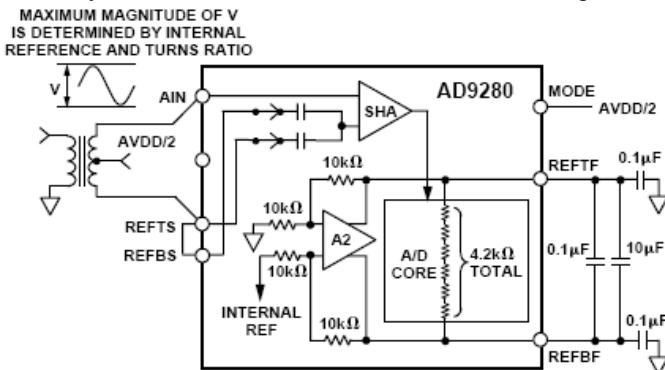 MAXIMUM MAGNITUDE OF V
IS DETERMINED BY INTERNAL
REFERENCE AND TURNS RATIO
V
AIN
AVDD/2
REFTS
REFBS
SHA
AD9280
MODE
AVDD/2
10kΩ
10kΩ
A2
10kΩ
INTERNAL
REF
10kΩ
A/D
CORE
4.2kΩ
TOTAL
REFTF
0.1μF
0.1μF
10μF
0.1μF
REFBF